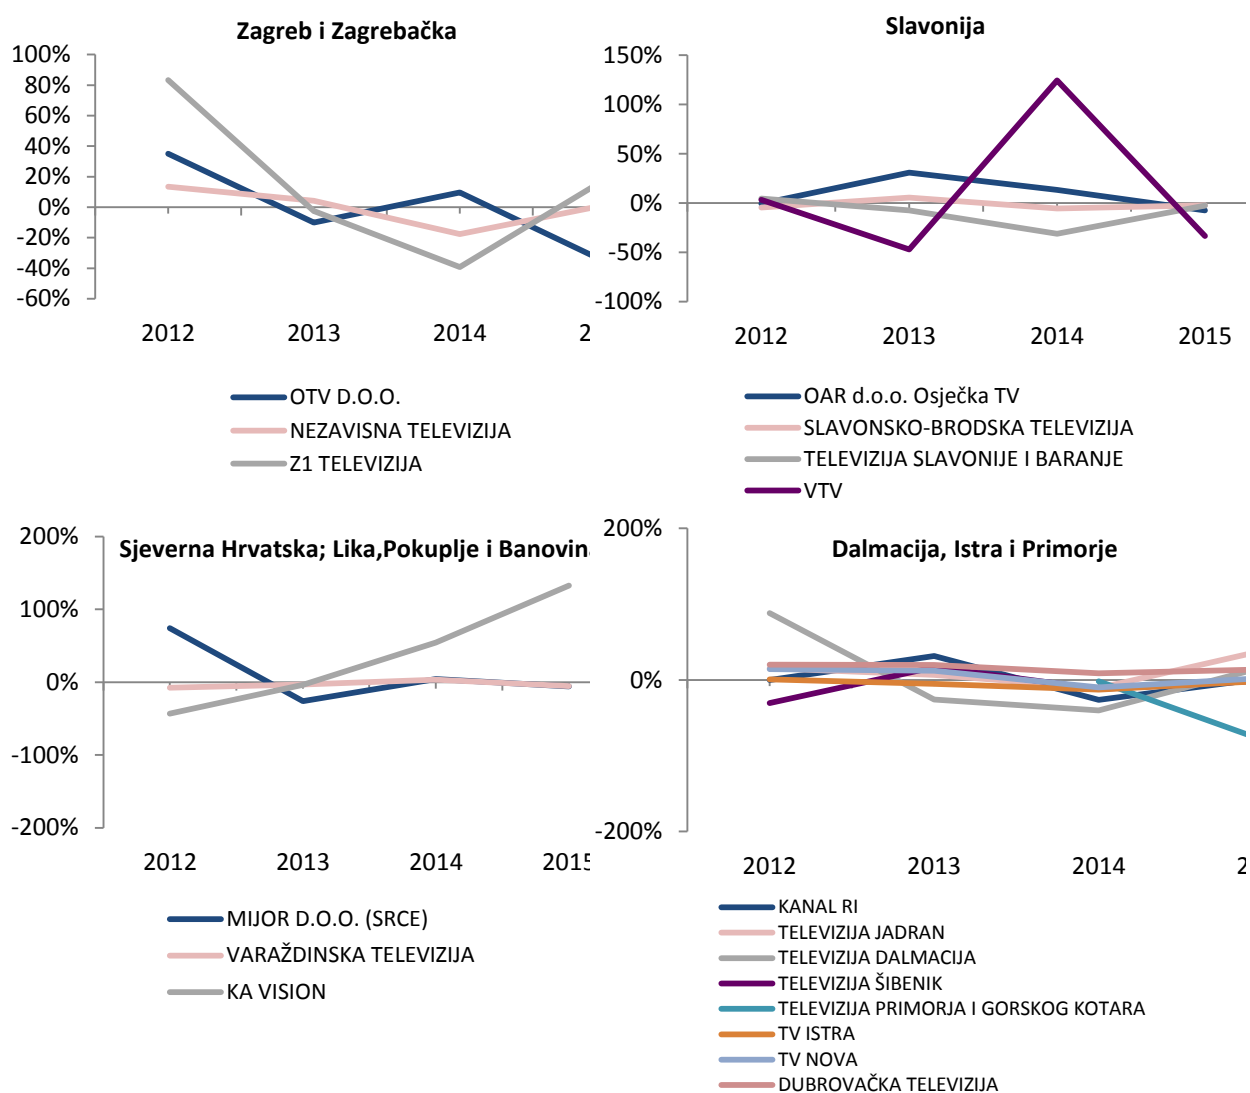 Zagreb i Zagrebačka
100%
80%
60%
40%
20%
0%
-20%
-40%
-60%
2012 2013 2014 2
OTV D.O.O.
NEZAVISNA TELEVIZIJA
Z1 TELEVIZIJA
Slavonija
150%
100%
50%
0%
-50%
-100%
2012 2013 2014 2015
OAR d.o.o. Osječka TV
SLAVONSKO-BRODSKA TELEVIZIJA
TELEVIZIJA SLAVONIJE I BARANJE
VTV
Sjeverna Hrvatska; Lika,Pokuplje i Banovina
200%
100%
0%
-100%
-200%
2012 2013 2014 2015
MIJOR D.O.O. (SRCE)
VARAŽDINSKA TELEVIZIJA
KA VISION
Dalmacija, Istra i Primorje
200%
0%
-200%
2012 2013 2014 2
KANAL RI
TELEVIZIJA JADRAN
TELEVIZIJA DALMACIJA
TELEVIZIJA ŠIBENIK
TELEVIZIJA PRIMORJA I GORSKOG KOTARA
TV ISTRA
TV NOVA
DUBROVAČKA TELEVIZIJA